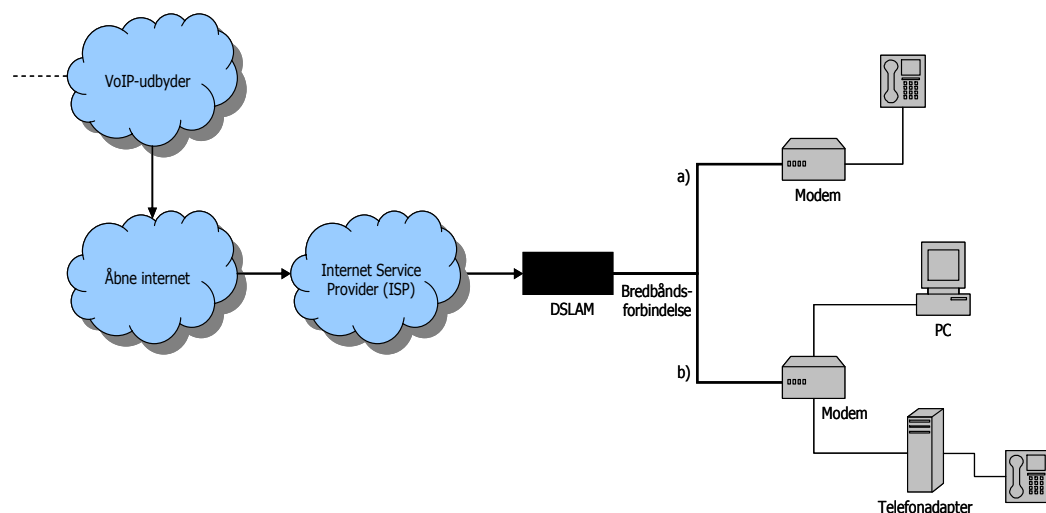 VoIP-udbyder
a)
Modem
Åbne internet
Internet Service
Provider (ISP)
DSLAM
Bredbånds-
forbindelse
PC
b)
Modem
Telefonadapter